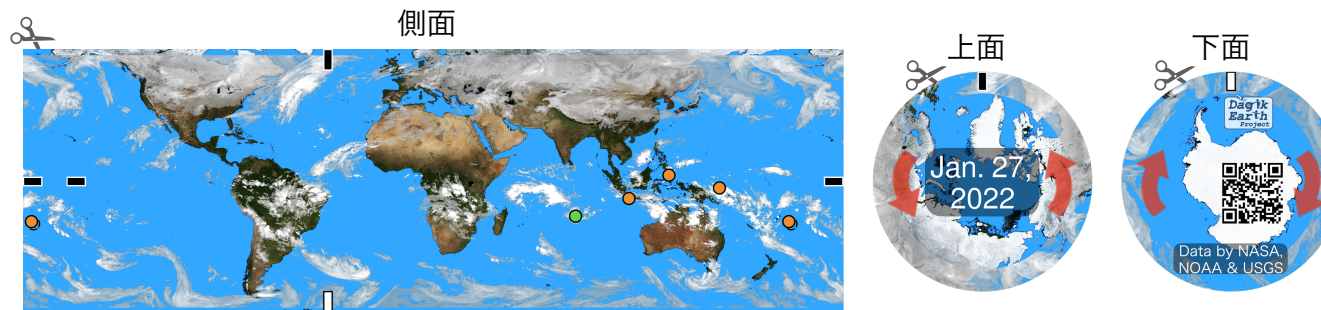 側面
上面
下面
Jan. 27,
2022
Dagik
Earth
Project
Data by NASA,
NOAA & USGS